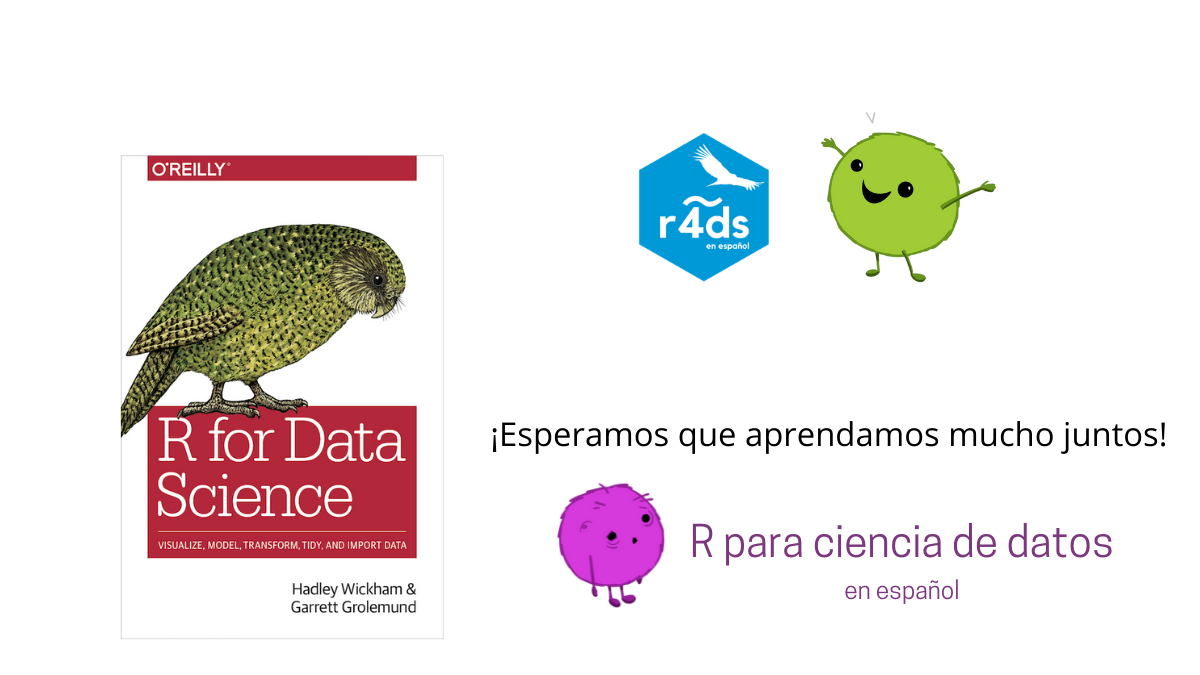 O'REILLY®
R for Data
Science
VISUALIZE, MODEL, TRANSFORM, TIDY, AND IMPORT DATA
Hadley Wickham &
Garrett Grolemund
r4ds
en español
¡Esperamos que aprendamos mucho juntos!
R para ciencia de datos
en español